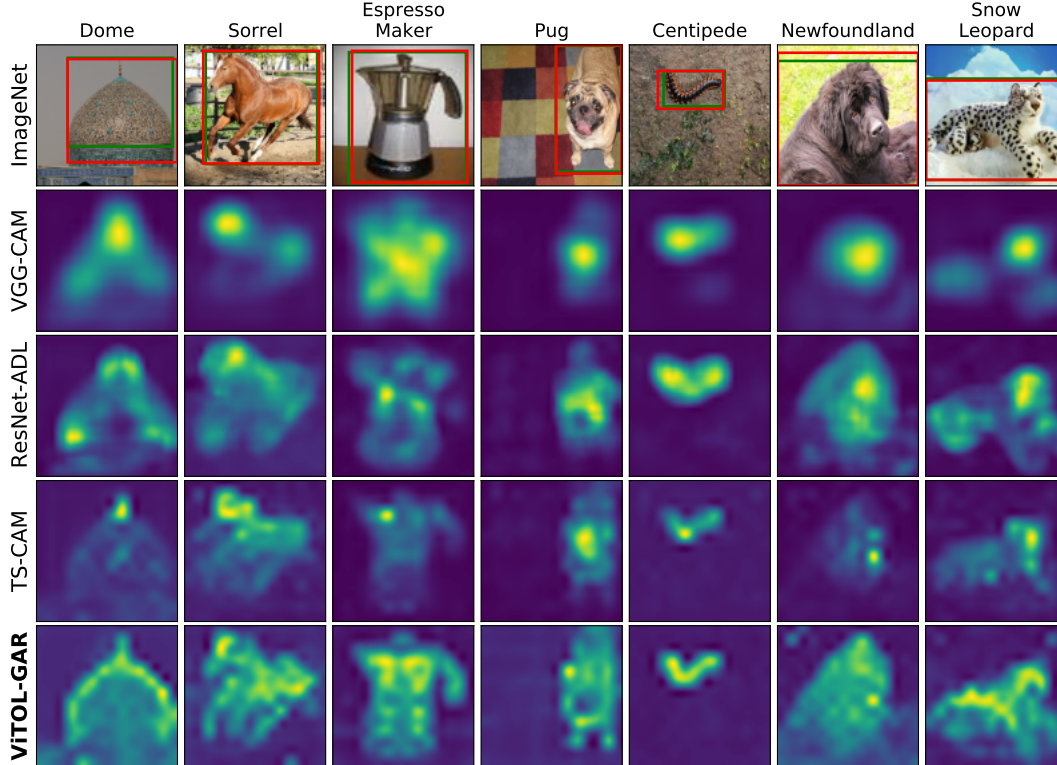 Dome
Sorrel
Espresso
Maker
Pug
Centipede
Newfoundland
Snow
Leopard
ImageNet
VGG-CAM
ResNet-ADL
TS-CAM
ViTOL-GAR